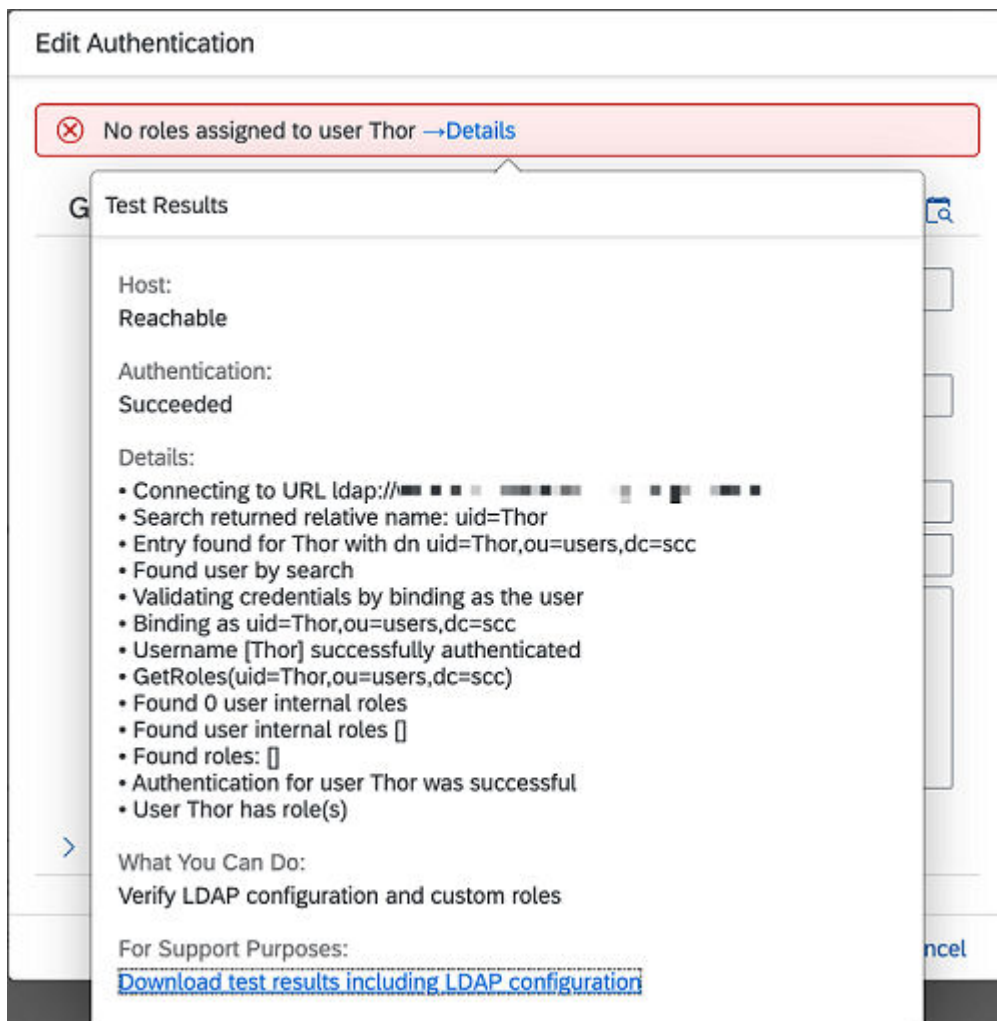 Edit Authentication
No roles assigned to user Thor →Details
G
Test Results
Host:
Reachable
Authentication:
Succeeded
Details:
• Connecting to URL ldap://
• Search returned relative name: uid=Thor
• Entry found for Thor with dn uid=Thor,ou=users,dc=scc
• Found user by search
• Validating credentials by binding as the user
• Binding as uid=Thor,ou=users,dc=scc
• Username [Thor] successfully authenticated
• GetRoles(uid=Thor,ou=users,dc=scc)
• Found 0 user internal roles
• Found user internal roles []
• Found roles: []
• Authentication for user Thor was successful
• User Thor has role(s)
What You Can Do:
Verify LDAP configuration and custom roles
ncel
For Support Purposes:
Download test results including LDAP configuration